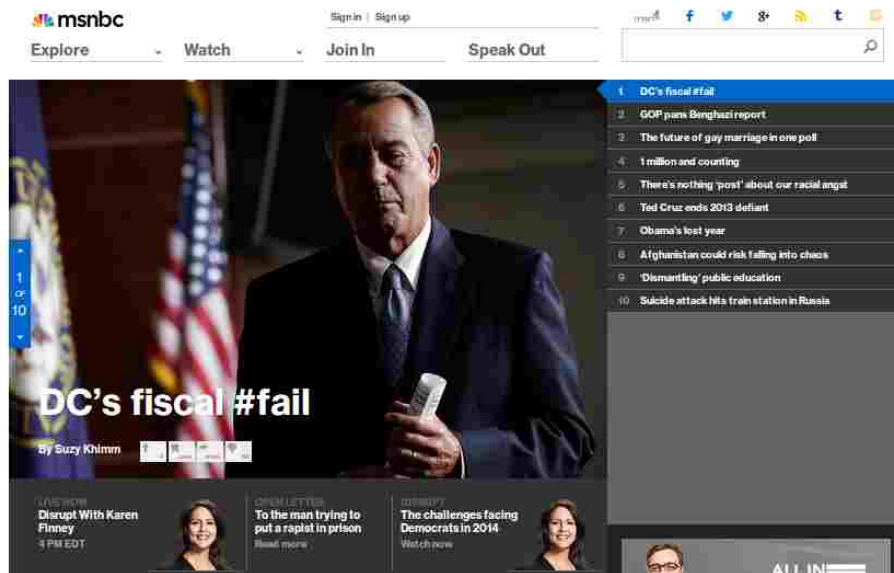 msnbc
Sign in | Sign up
Explore
Watch
Join In
Speak Out
1 DC's fiscal #fail
2 GOP pans Benghazi report
3 The future of gay marriage in one poll
4 1 million and counting
5 There's nothing 'post' about our racial angst
6 Ted Cruz ends 2013 defiant
7 Obama's lost year
8 Afghanistan could risk falling into chaos
9 'Dismantling' public education
10 Suicide attack hits train station in Russia
1
OF
10
DC's fiscal #fail
By Suzy Khimm
LIVE NOW
Disrupt With Karen
Finney
4 PM EDT
OPEN LETTER
To the man trying to
put a rapist in prison
Read more
DISRUPT
The challenges facing
Democrats in 2014
Watch now
ALL IN